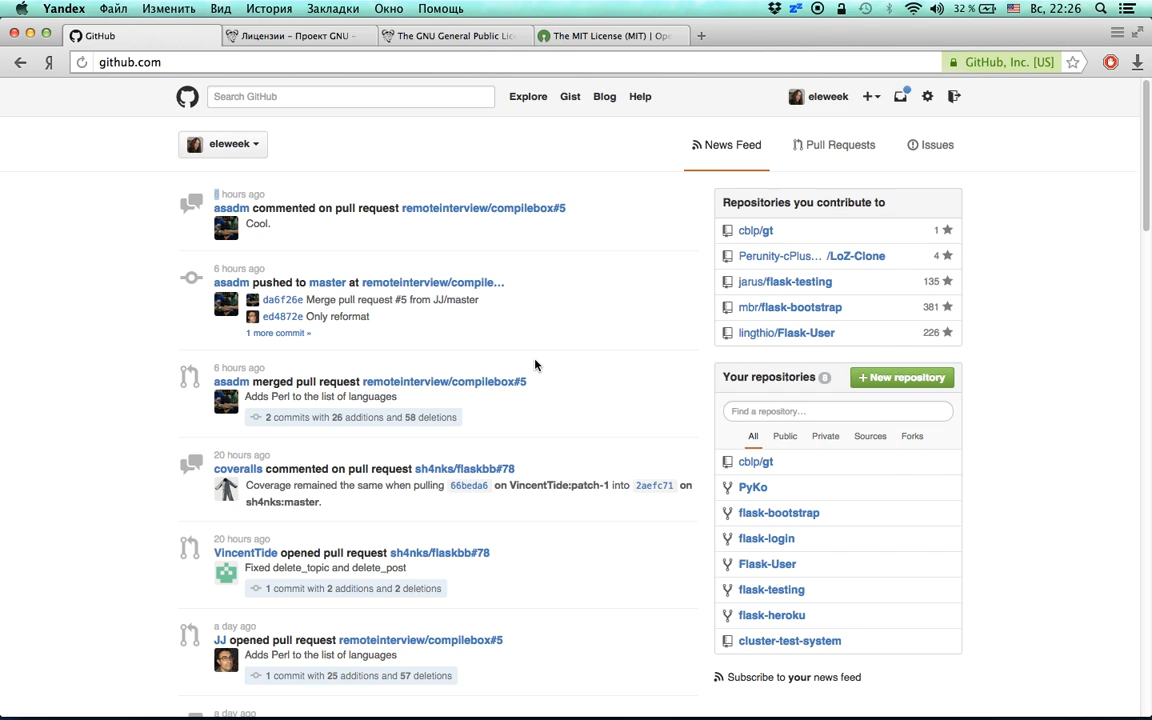 Yandex Файл Изменить Вид История Закладки Окно Помощь 32 % Вс, 22:26
GitHub
Лицензии – Проект GNU -
The GNU General Public Lic
The MIT License (MIT) | Op
github.com
GitHub, Inc. [US]
Search GitHub
Explore Gist Blog Help
eleweek
eleweek
News Feed Pull Requests Issues
hours ago
asadm commented on pull request remoteinterview/compilebox#5
Cool.
6 hours ago
asadm pushed to master at remoteinterview/compile…
da6f26e Merge pull request #5 from JJ/master
ed4872e Only reformat
1 more commit »
6 hours ago
asadm merged pull request remoteinterview/compilebox#5
Adds Perl to the list of languages
2 commits with 26 additions and 58 deletions
20 hours ago
coveralls commented on pull request sh4nks/flaskbb#78
Coverage remained the same when pulling 66beda6 on VincentTide:patch-1 into 2aefc71 on
sh4nks:master.
20 hours ago
VincentTide opened pull request sh4nks/flaskbb#78
Fixed delete_topic and delete_post
1 commit with 2 additions and 2 deletions
a day ago
JJ opened pull request remoteinterview/compilebox#5
Adds Perl to the list of languages
1 commit with 25 additions and 57 deletions
a day ago
Repositories you contribute to
cblp/gt 1
Perunity-cPlus… /LoZ-Clone 4
jarus/flask-testing 135
mbr/flask-bootstrap 381
lingthio/Flask-User 226
Your repositories 8
New repository
Find a repository…
All Public Private Sources Forks
cblp/gt
PyKo
flask-bootstrap
flask-login
Flask-User
flask-testing
flask-heroku
cluster-test-system
Subscribe to your news feed